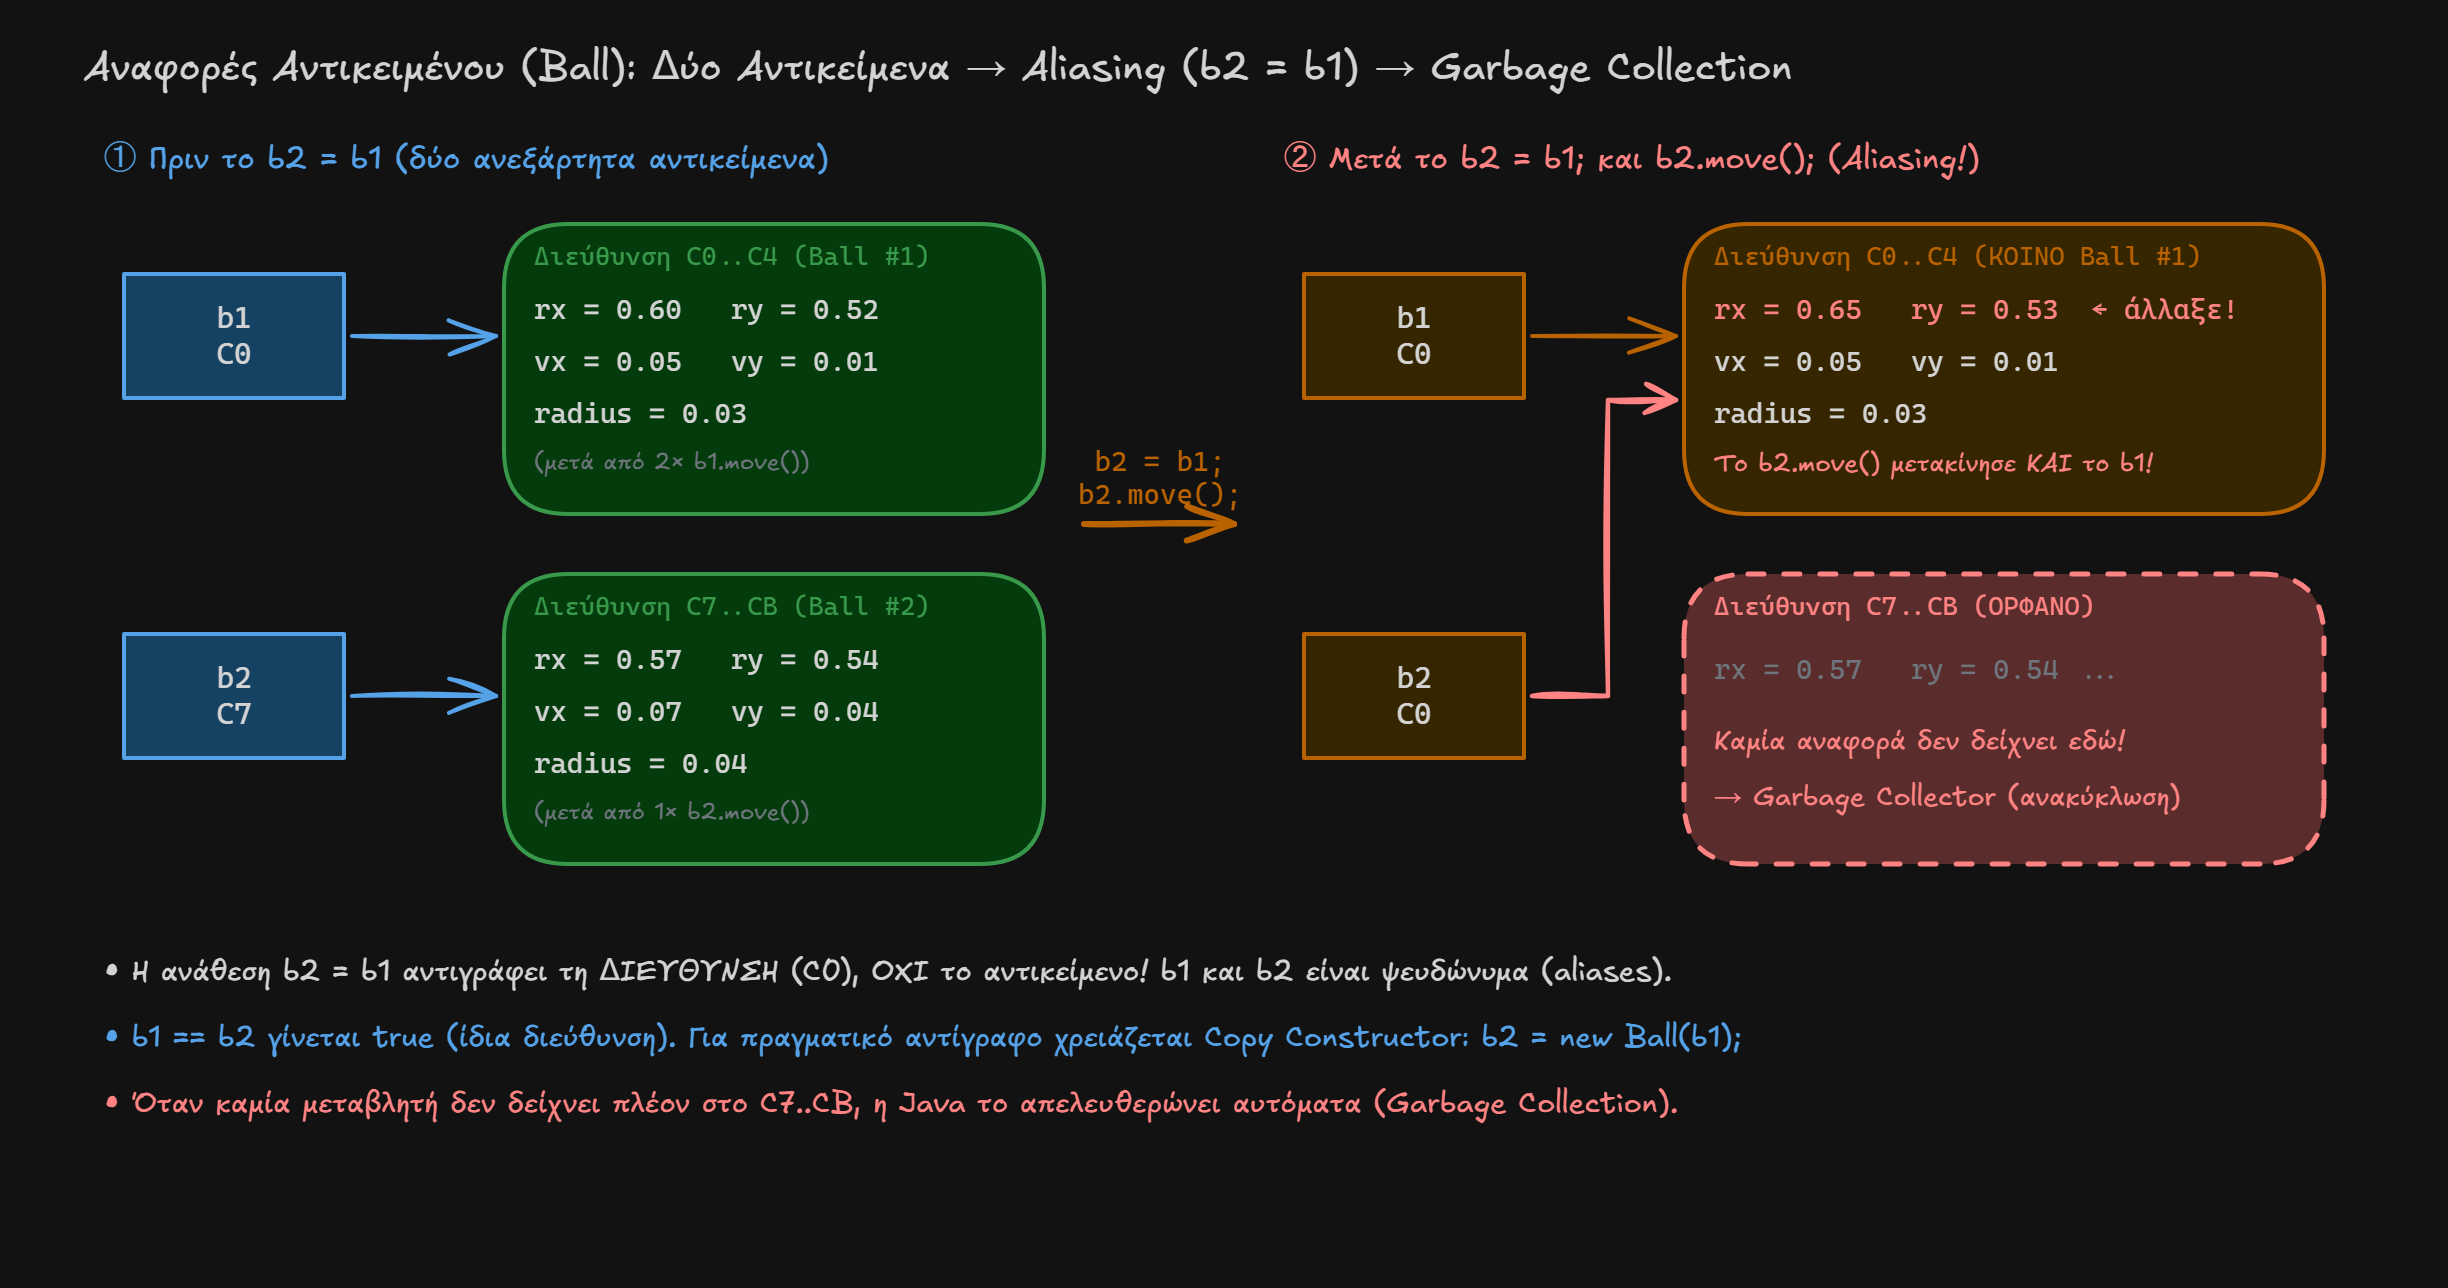 Αναφορές Αντικειμένου (Ball): Δύο Αντικείμενα → Aliasing (b2 = b1) → Garbage Collection
① Πριν το b2 = b1 (δύο ανεξάρτητα αντικείμενα)
b1
C0
Διεύθυνση C0..C4 (Ball #1)
rx = 0.60   ry = 0.52
vx = 0.05   vy = 0.01
radius = 0.03
(μετά από 2× b1.move())
b2
C7
Διεύθυνση C7..CB (Ball #2)
rx = 0.57   ry = 0.54
vx = 0.07   vy = 0.04
radius = 0.04
(μετά από 1× b2.move())
b2 = b1;
b2.move();
② Μετά το b2 = b1; και b2.move(); (Aliasing!)
b1
C0
Διεύθυνση C0..C4 (ΚΟΙΝΟ Ball #1)
rx = 0.65   ry = 0.53  ← άλλαξε!
vx = 0.05   vy = 0.01
radius = 0.03
Το b2.move() μετακίνησε ΚΑΙ το b1!
b2
C0
Διεύθυνση C7..CB (ΟΡΦΑΝΟ)
rx = 0.57   ry = 0.54 ...
Καμία αναφορά δεν δείχνει εδώ!
→ Garbage Collector (ανακύκλωση)
• Η ανάθεση b2 = b1 αντιγράφει τη ΔΙΕΥΘΥΝΣΗ (C0), ΟΧΙ το αντικείμενο! b1 και b2 είναι ψευδώνυμα (aliases).
• b1 == b2 γίνεται true (ίδια διεύθυνση). Για πραγματικό αντίγραφο χρειάζεται Copy Constructor: b2 = new Ball(b1);
• Όταν καμία μεταβλητή δεν δείχνει πλέον στο C7..CB, η Java το απελευθερώνει αυτόματα (Garbage Collection).